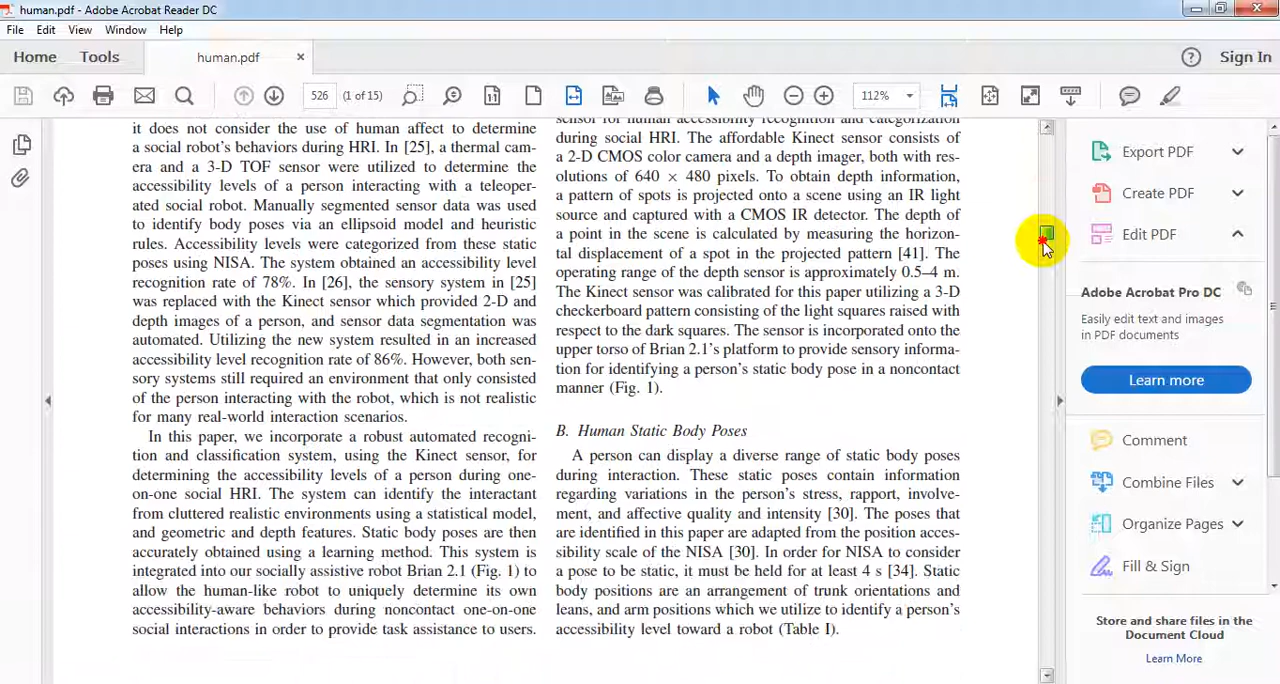 human.pdf - Adobe Acrobat Reader DC
File Edit View Window Help
Home Tools human.pdf × ? Sign In
526 (1 of 15) 112%
it does not consider the use of human affect to determine
a social robot's behaviors during HRI. In [25], a thermal cam-
era and a 3-D TOF sensor were utilized to determine the
accessibility levels of a person interacting with a teleoper-
ated social robot. Manually segmented sensor data was used
to identify body poses via an ellipsoid model and heuristic
rules. Accessibility levels were categorized from these static
poses using NISA. The system obtained an accessibility level
recognition rate of 78%. In [26], the sensory system in [25]
was replaced with the Kinect sensor which provided 2-D and
depth images of a person, and sensor data segmentation was
automated. Utilizing the new system resulted in an increased
accessibility level recognition rate of 86%. However, both sen-
sory systems still required an environment that only consisted
of the person interacting with the robot, which is not realistic
for many real-world interaction scenarios.
In this paper, we incorporate a robust automated recogni-
tion and classification system, using the Kinect sensor, for
determining the accessibility levels of a person during one-
on-one social HRI. The system can identify the interactant
from cluttered realistic environments using a statistical model,
and geometric and depth features. Static body poses are then
accurately obtained using a learning method. This system is
integrated into our socially assistive robot Brian 2.1 (Fig. 1) to
allow the human-like robot to uniquely determine its own
accessibility-aware behaviors during noncontact one-on-one
social interactions in order to provide task assistance to users.
sensor for human accessibility recognition and categorization
during social HRI. The affordable Kinect sensor consists of
a 2-D CMOS color camera and a depth imager, both with res-
olutions of 640 × 480 pixels. To obtain depth information,
a pattern of spots is projected onto a scene using an IR light
source and captured with a CMOS IR detector. The depth of
a point in the scene is calculated by measuring the horizon-
tal displacement of a spot in the projected pattern [41]. The
operating range of the depth sensor is approximately 0.5–4 m.
The Kinect sensor was calibrated for this paper utilizing a 3-D
checkerboard pattern consisting of the light squares raised with
respect to the dark squares. The sensor is incorporated onto the
upper torso of Brian 2.1's platform to provide sensory informa-
tion for identifying a person's static body pose in a noncontact
manner (Fig. 1).
B. Human Static Body Poses
A person can display a diverse range of static body poses
during interaction. These static poses contain information
regarding variations in the person's stress, rapport, involve-
ment, and affective quality and intensity [30]. The poses that
are identified in this paper are adapted from the position acces-
sibility scale of the NISA [30]. In order for NISA to consider
a pose to be static, it must be held for at least 4 s [34]. Static
body positions are an arrangement of trunk orientations and
leans, and arm positions which we utilize to identify a person's
accessibility level toward a robot (Table I).
Export PDF
Create PDF
Edit PDF
Adobe Acrobat Pro DC
Easily edit text and images
in PDF documents
Learn more
Comment
Combine Files
Organize Pages
Fill & Sign
Store and share files in the
Document Cloud
Learn More